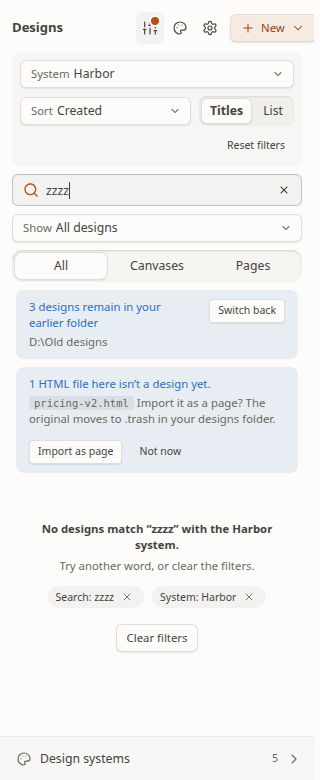 Designs
New
System Harbor
Sort Created
Titles
List
Reset filters
zzzz
Show All designs
All
Canvases
Pages
3 designs remain in your
earlier folder
Switch back
D:\Old designs
1 HTML file here isn't a design yet.
pricing-v2.html Import it as a page? The
original moves to .trash in your designs folder.
Import as page
Not now
No designs match “zzzz” with the Harbor
system.
Try another word, or clear the filters.
Search: zzzz
System: Harbor
Clear filters
Design systems
5